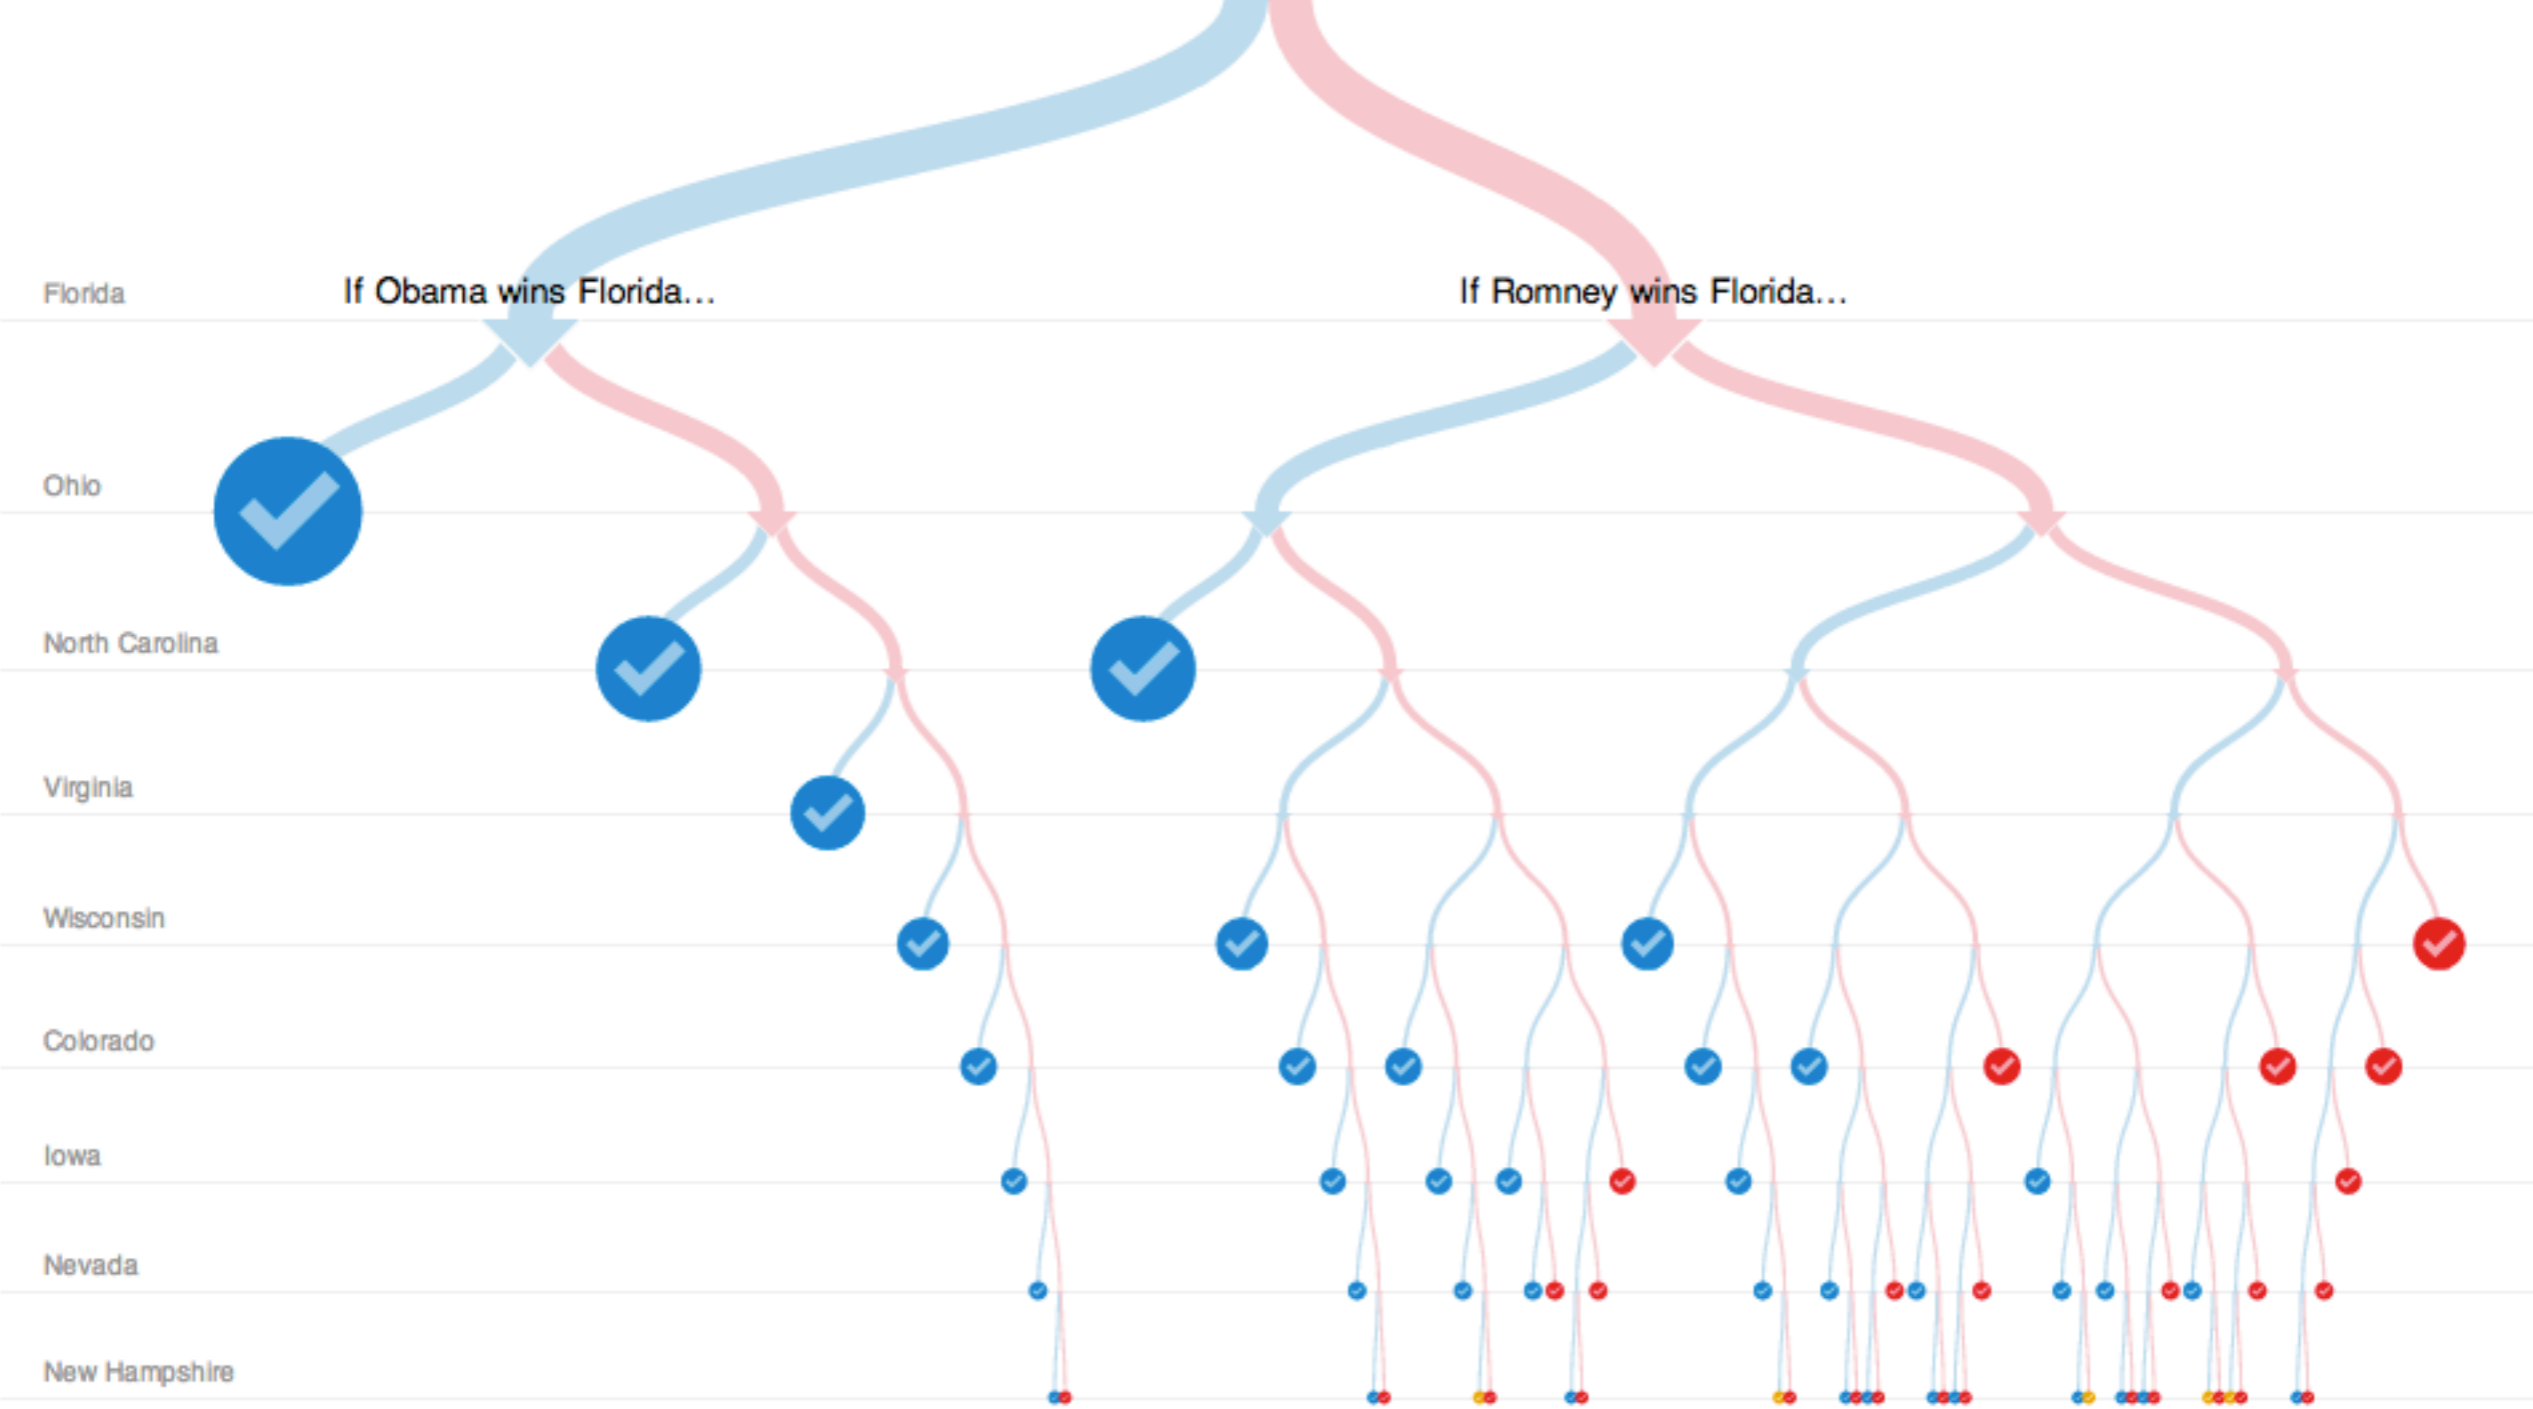 Florida
If Obama wins Florida...
If Romney wins Florida...
Ohio
North Carolina
Virginia
Wisconsin
Colorado
Iowa
Nevada
New Hampshire